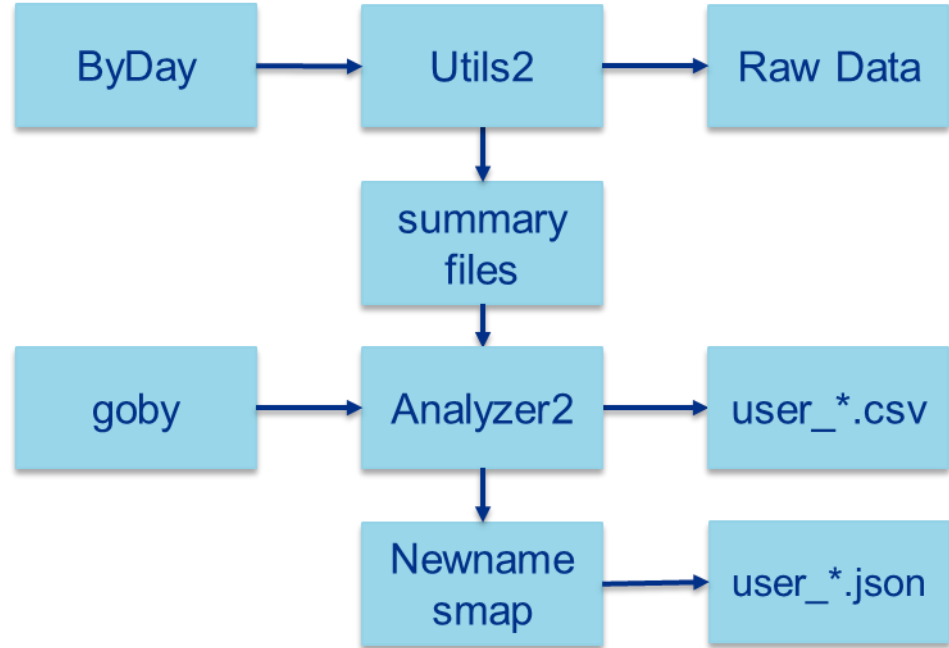 ByDay
Utils2
Raw Data
summary
files
goby
Analyzer2
user_*.csv
Newname
smap
user_*.json